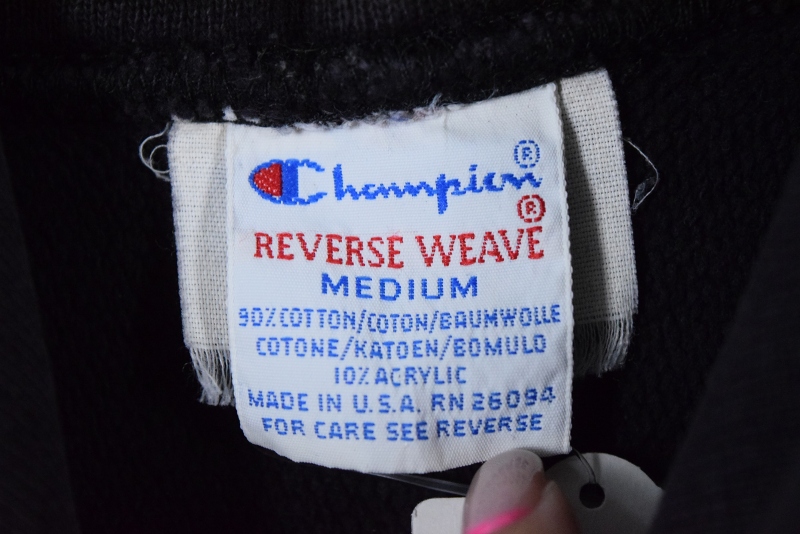 Champion®
REVERSE WEAVE®
MEDIUM
90% COTTON/COTON/BAUMWOLLE
COTONE/KATOEN/BOMULD
10% ACRYLIC
MADE IN U.S.A. RN 26094
FOR CARE SEE REVERSE